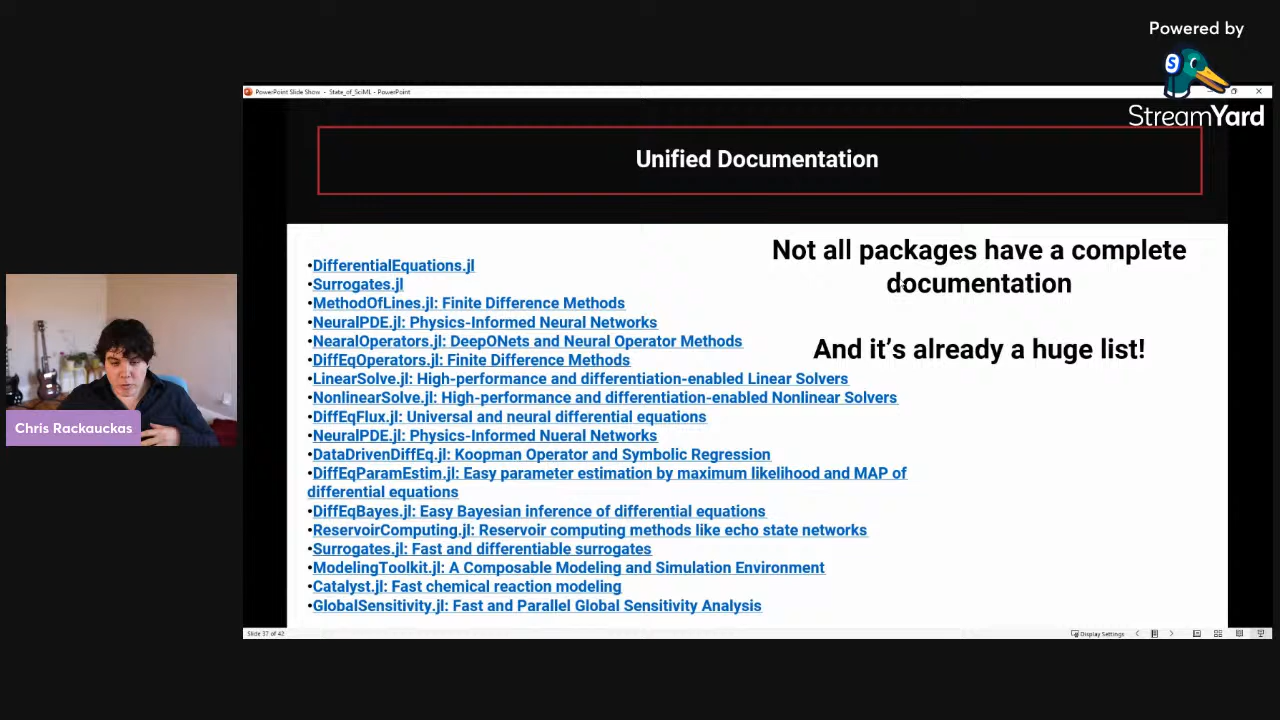 Powered by
S
StreamYard
PowerPoint Slide Show - State_of_SciML - PowerPoint
Unified Documentation
•DifferentialEquations.jl
•Surrogates.jl
•MethodOfLines.jl: Finite Difference Methods
•NeuralPDE.jl: Physics-Informed Neural Networks
•NearalOperators.jl: DeepONets and Neural Operator Methods
•DiffEqOperators.jl: Finite Difference Methods
•LinearSolve.jl: High-performance and differentiation-enabled Linear Solvers
•NonlinearSolve.jl: High-performance and differentiation-enabled Nonlinear Solvers
•DiffEqFlux.jl: Universal and neural differential equations
•NeuralPDE.jl: Physics-Informed Nueral Networks
•DataDrivenDiffEq.jl: Koopman Operator and Symbolic Regression
•DiffEqParamEstim.jl: Easy parameter estimation by maximum likelihood and MAP of
differential equations
•DiffEqBayes.jl: Easy Bayesian inference of differential equations
•ReservoirComputing.jl: Reservoir computing methods like echo state networks
•Surrogates.jl: Fast and differentiable surrogates
•ModelingToolkit.jl: A Composable Modeling and Simulation Environment
•Catalyst.jl: Fast chemical reaction modeling
•GlobalSensitivity.jl: Fast and Parallel Global Sensitivity Analysis
Not all packages have a complete
documentation
And it's already a huge list!
Chris Rackauckas
Slide 37 of 42
Display Settings